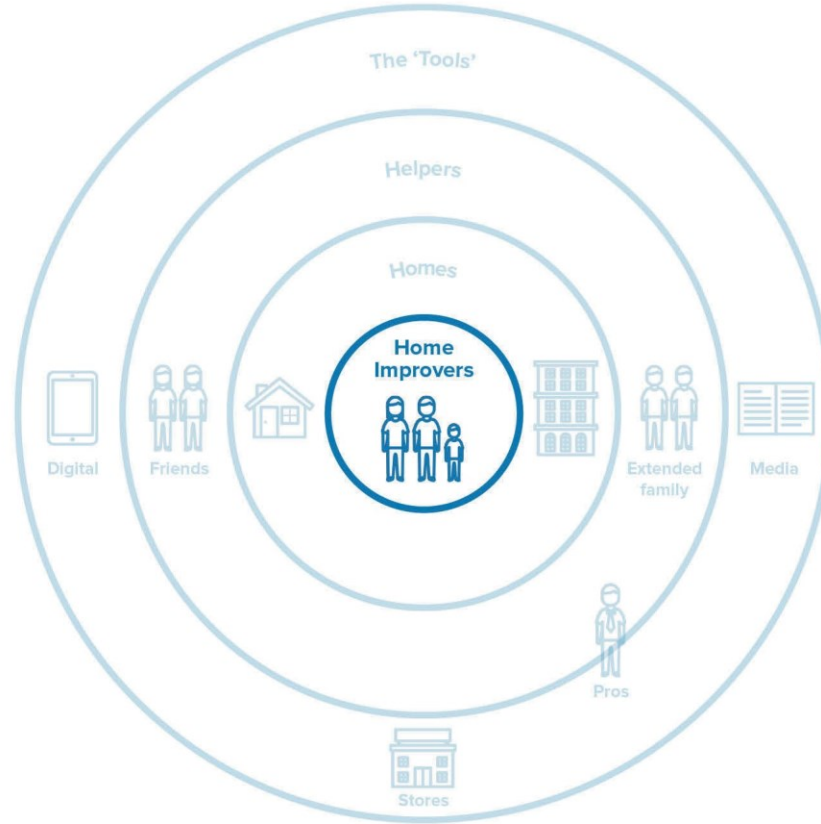 The ‘Tools’
Helpers
Homes
Home
Improvers
Digital
Friends
Extended
family
Media
Pros
Stores